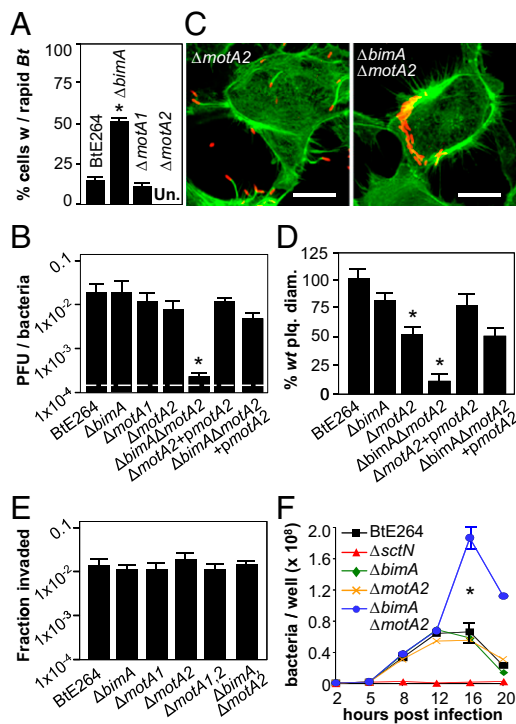 A
% cells w / rapid Bt
100
75
50
25
0
BtE264
* ΔbimA
ΔmotA1
ΔmotA2
Un.
C
ΔmotA2
ΔbimA
ΔmotA2
B
PFU / bacteria
0.1
1x10⁻²
1x10⁻³
1x10⁻⁴
*
BtE264
ΔbimA
ΔmotA1
ΔmotA2
ΔbimAΔmotA2
ΔmotA2+pmotA2
ΔbimAΔmotA2
+pmotA2
D
% wt plq. diam.
125
100
75
50
25
0
*
*
BtE264
ΔbimA
ΔmotA2
ΔbimAΔmotA2
ΔmotA2+pmotA2
ΔbimAΔmotA2
+pmotA2
E
Fraction invaded
0.1
1x10⁻²
1x10⁻³
1x10⁻⁴
BtE264
ΔbimA
ΔmotA1
ΔmotA2
ΔmotA1,2
ΔbimA,
ΔmotA2
F
bacteria / well (x 10⁸)
2.0
1.6
1.2
0.8
0.4
0
BtE264
ΔsctN
ΔbimA
ΔmotA2
ΔbimA
ΔmotA2
*
2 5 8 12 16 20
hours post infection